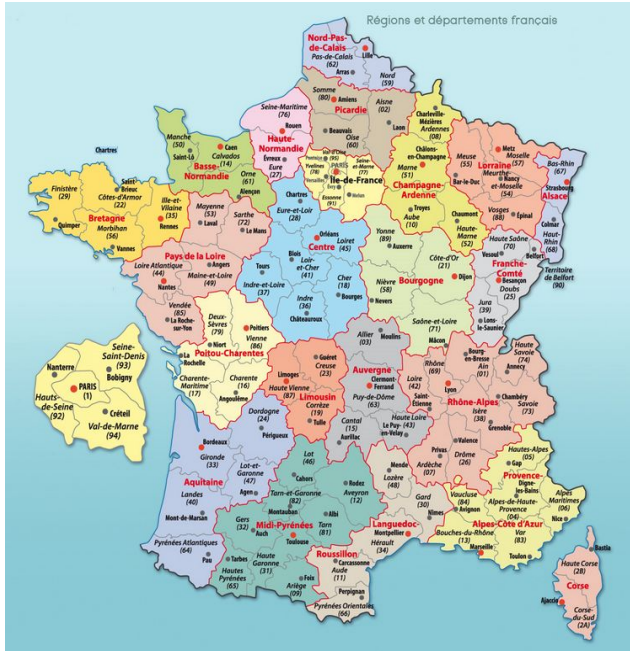 Régions et départements français
Nord-Pas-
de-Calais
Pas-de-Calais
(62)
Lille
Arras
Nord
(59)
Somme
(80)
Amiens
Picardie
Aisne
(02)
Beauvais
Laon
Oise
(60)
Seine-Maritime
(76)
Rouen
Haute-
Normandie
Évreux
Eure
(27)
Manche
(50)
Saint-Lô
Caen
Calvados
(14)
Basse-
Normandie
Orne
(61)
Alençon
Charleville-
Mézières
Ardennes
(08)
Châlons-
en-Champagne
Marne
(51)
Champagne-
Ardenne
Troyes
Aube
(10)
Chaumont
Haute-
Marne
(52)
Metz
Moselle
(57)
Meuse
(55)
Lorraine
Bar-le-Duc
Meurthe-
et-Moselle
(54)
Nancy
Vosges
(88)
Épinal
Bas-Rhin
(67)
Strasbourg
Alsace
Colmar
Haut-
Rhin
(68)
Val-d'Oise
(95)
Yvelines
(78)
PARIS
Seine-
et-Marne
(77)
Versailles
Île-de-France
Évry
Melun
Essonne
(91)
Chartres
Finistère
(29)
Saint-
Brieuc
Côtes-d'Armor
(22)
Ille-et-
Vilaine
(35)
Bretagne
Rennes
Quimper
Morbihan
(56)
Vannes
Mayenne
(53)
Laval
Sarthe
(72)
Le Mans
Pays de la Loire
Loire Atlantique
(44)
Angers
Maine-et-Loire
(49)
Nantes
Vendée
(85)
La Roche-
sur-Yon
Chartres
Eure-et-Loir
(28)
Orléans
Loiret
(45)
Centre
Blois
Loir-
et-Cher
(41)
Tours
Indre-et-Loire
(37)
Cher
(18)
Bourges
Indre
(36)
Châteauroux
Yonne
(89)
Auxerre
Côte-d'Or
(21)
Dijon
Bourgogne
Nièvre
(58)
Nevers
Saône-et-Loire
(71)
Mâcon
Haute Saône
(70)
Vesoul
Belfort
Franche-
Comté
Besançon
Doubs
(25)
Jura
(39)
Lons-
le-Saunier
Territoire
de Belfort
(90)
Deux-
Sèvres
(79)
Poitien
Vienne
(86)
Niort
Poitou-Charentes
La
Rochelle
Charente-
Maritime
(17)
Charente
(16)
Angoulême
Guéret
Creuse
(23)
Limoges
Haute Vienne
(87)
Limousin
Corrèze
(19)
Tulle
Allier
(03)
Moulins
Auvergne
Clermont-
Ferrand
Puy-de-Dôme
(63)
Cantal
(15)
Aurillac
Haute Loire
(43)
Le Puy-
en-Velay
Bourg-
en-Bresse
Ain
(01)
Haute
Savoie
(74)
Annecy
Rhône
(69)
Lyon
Loire
(42)
Saint-
Étienne
Rhône-Alpes
Chambéry
Savoie
(73)
Isère
(38)
Grenoble
Valence
Privas
Drôme
(26)
Ardèche
(07)
Seine-
Saint-Denis
(93)
Nanterre
Bobigny
PARIS
(1)
Hauts-
de-Seine
(92)
Créteil
Val-de-Marne
(94)
Dordogne
(24)
Périgueux
Bordeaux
Gironde
(33)
Lot-et-
Garonne
(47)
Aquitaine
Agen
Landes
(40)
Mont-de-Marsan
Pyrénées Atlantiques
(64)
Pau
Lot
(46)
Cahors
Rodez
Aveyron
(12)
Tarn-et-Garonne
(82)
Montauban
Albi
Gers
(32)
Auch
Midi-Pyrénées
Tarn
(81)
Toulouse
Tarbes
Hautes
Pyrénées
(65)
Haute
Garonne
(31)
Foix
Ariège
(09)
Mende
Lozère
(48)
Gard
(30)
Nimes
Languedoc-
Montpellier
Hérault
(34)
Roussillon
Carcassonne
Aude
(11)
Perpignan
Pyrénées Orientales
(66)
Hautes-Alpes
(05)
Gap
Provence-
Digne-
les-Bains
Alpes
Maritimes
(06)
Vaucluse
(84)
Avignon
Alpes-de-Haute-
Provence
(04)
Nice
Alpes-Côte d'Azur
Bouches-du-Rhône
(13)
Var
(83)
Marseille
Toulon
Bastia
Haute Corse
(2B)
Corse
Ajaccio
Corse-
du-Sud
(2A)